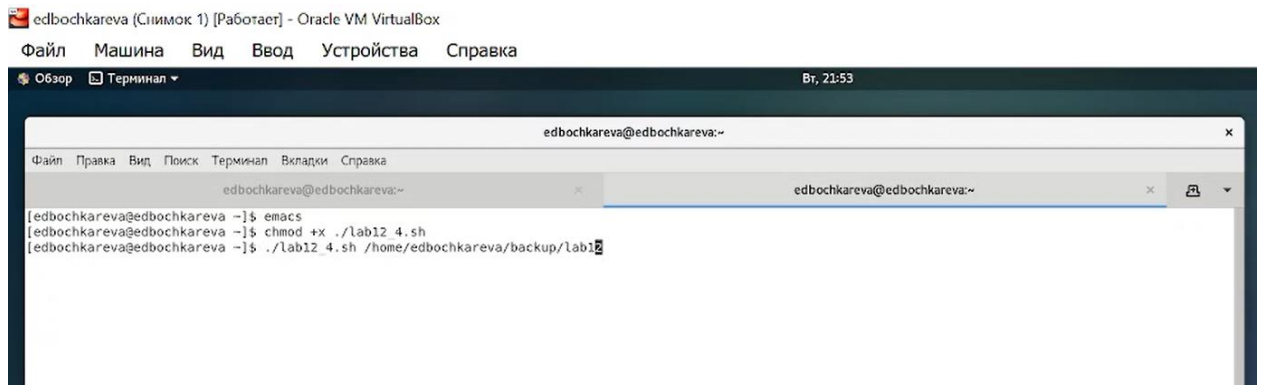 edbochkareva (Снимок 1) [Работает] - Oracle VM VirtualBox
Файл Машина Вид Ввод Устройства Справка
Обзор Терминал Вт, 21:53
edbochkareva@edbochkareva:~
Файл Правка Вид Поиск Терминал Вкладки Справка
edbochkareva@edbochkareva:~ edbochkareva@edbochkareva:~
[edbochkareva@edbochkareva ~]$ emacs
[edbochkareva@edbochkareva ~]$ chmod +x ./lab12_4.sh
[edbochkareva@edbochkareva ~]$ ./lab12_4.sh /home/edbochkareva/backup/lab12